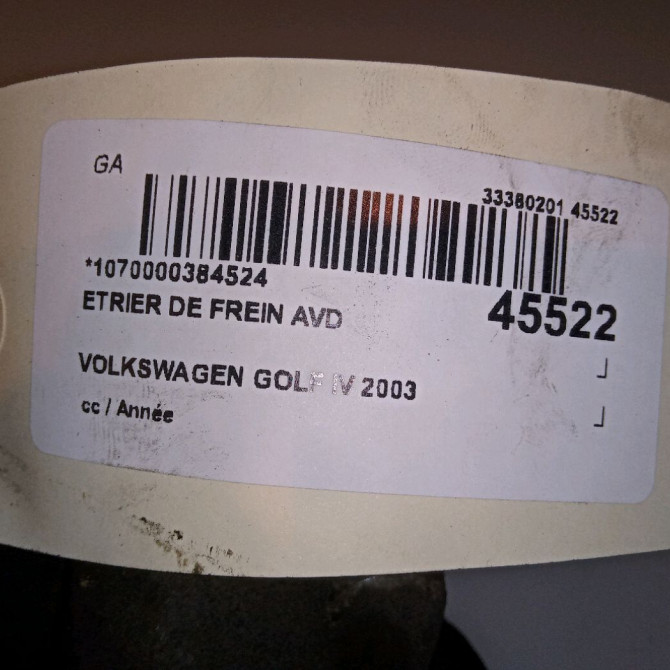 GA
33380201 45522
*1070000384524
45522
ETRIER DE FREIN AVD
VOLKSWAGEN GOLF IV 2003
cc / Année